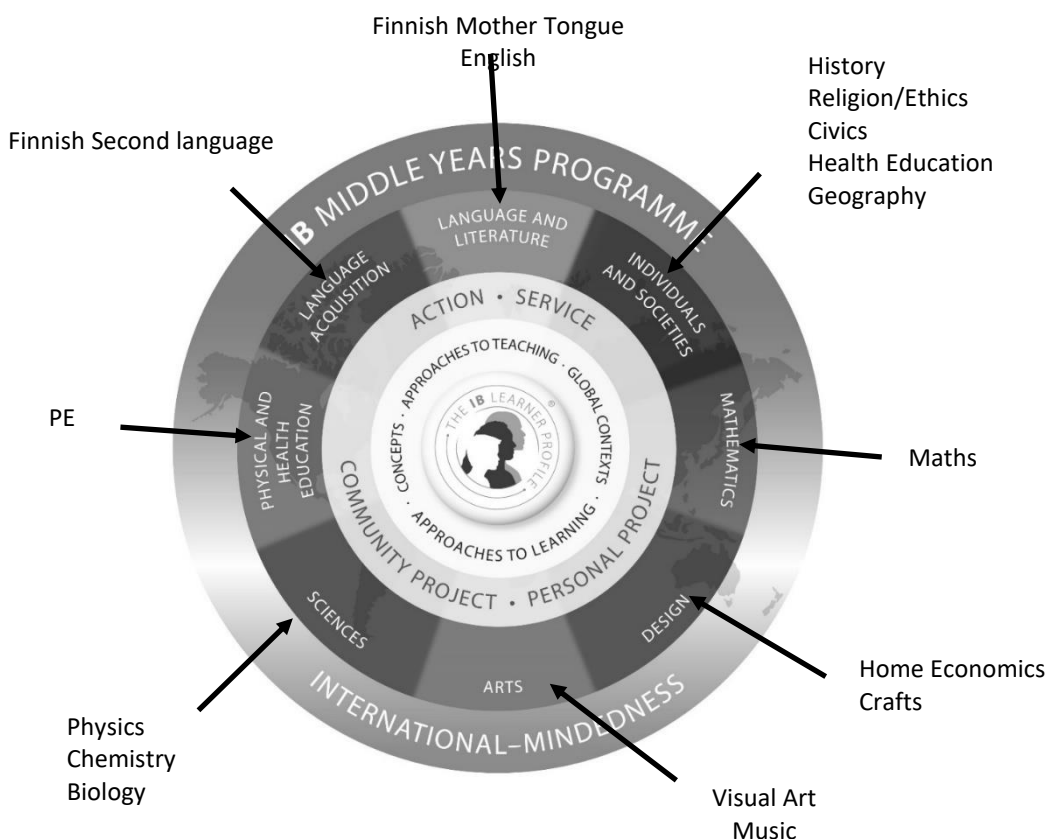 Finnish Mother Tongue
English
History
Religion/Ethics
Civics
Health Education
Geography
Finnish Second language
IB MIDDLE YEARS PROGRAMME
LANGUAGE AND
LITERATURE
LANGUAGE
ACQUISITION
INDIVIDUALS
AND SOCIETIES
ACTION • SERVICE
· CONCEPTS · APPROACHES TO TEACHING · GLOBAL CONTEXTS ·
THE IB LEARNER PROFILE
®
PHYSICAL AND
HEALTH
EDUCATION
MATHEMATICS
PE
Maths
APPROACHES TO LEARNING
COMMUNITY PROJECT • PERSONAL PROJECT
SCIENCES
DESIGN
ARTS
INTERNATIONAL–MINDEDNESS
Home Economics
Crafts
Physics
Chemistry
Biology
Visual Art
Music